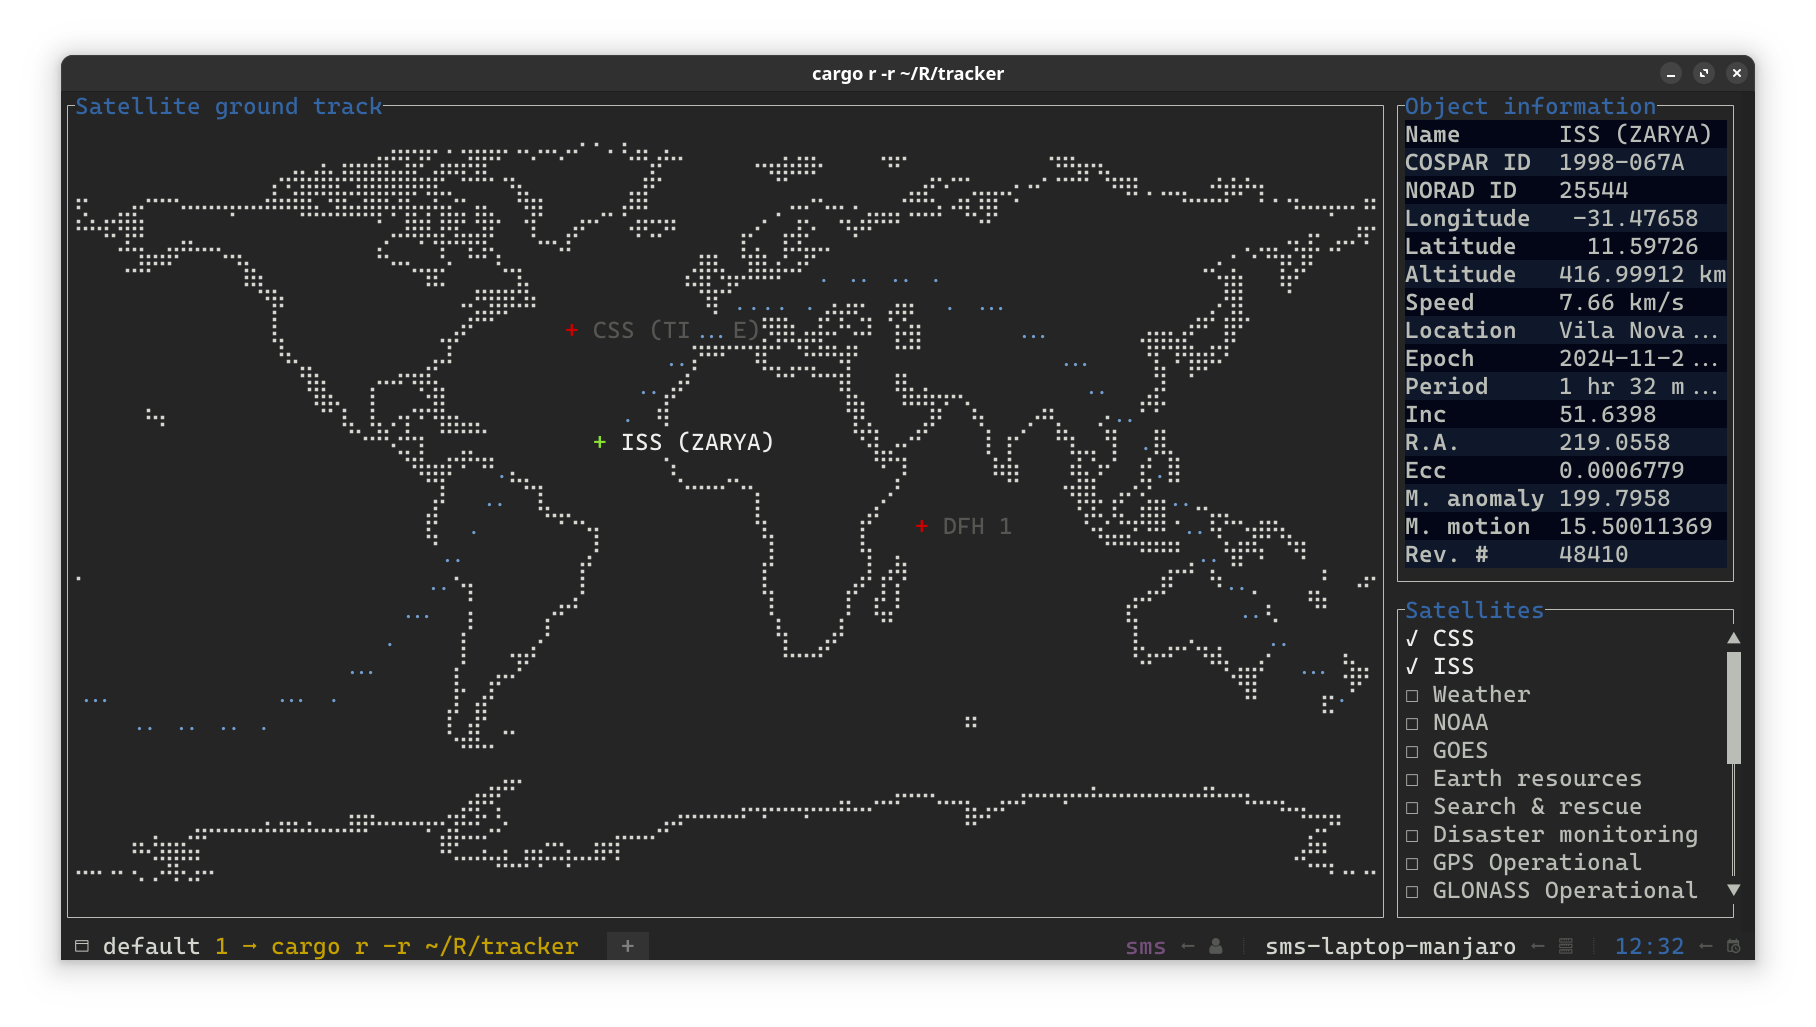 cargo r -r ~/R/tracker
Satellite ground track
+ CSS (TI ... E)
+ ISS (ZARYA)
+ DFH 1
Object information
Name ISS (ZARYA)
COSPAR ID 1998-067A
NORAD ID 25544
Longitude -31.47658
Latitude 11.59726
Altitude 416.99912 km
Speed 7.66 km/s
Location Vila Nova...
Epoch 2024-11-2...
Period 1 hr 32 m...
Inc 51.6398
R.A. 219.0558
Ecc 0.0006779
M. anomaly 199.7958
M. motion 15.50011369
Rev. # 48410
Satellites
✓ CSS
✓ ISS
□ Weather
□ NOAA
□ GOES
□ Earth resources
□ Search & rescue
□ Disaster monitoring
□ GPS Operational
□ GLONASS Operational
default 1 → cargo r -r ~/R/tracker + sms ← sms-laptop-manjaro ← 12:32 ←